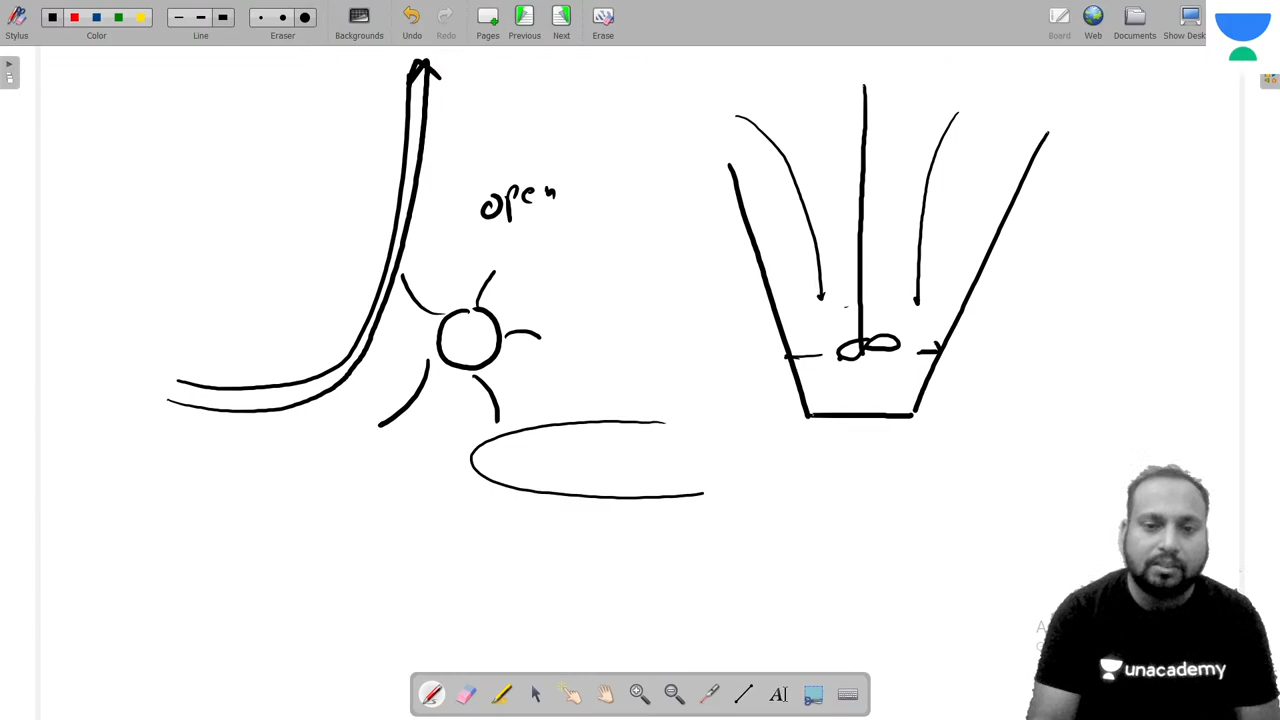 Stylus
Color
Line
Eraser
Backgrounds
Undo
Redo
Pages
Previous
Next
Erase
Board
Web
Documents
Show Desk
open
unacademy